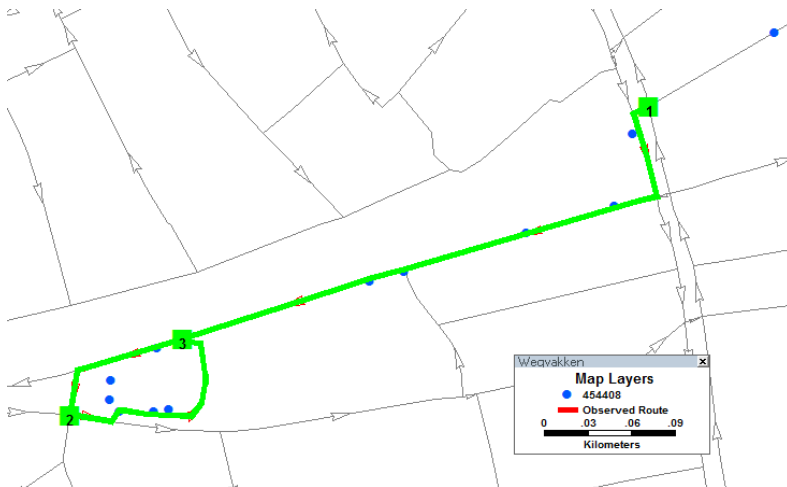 1
3
2
Wegvakken
Map Layers
454408
Observed Route
0 .03 .06 .09
Kilometers